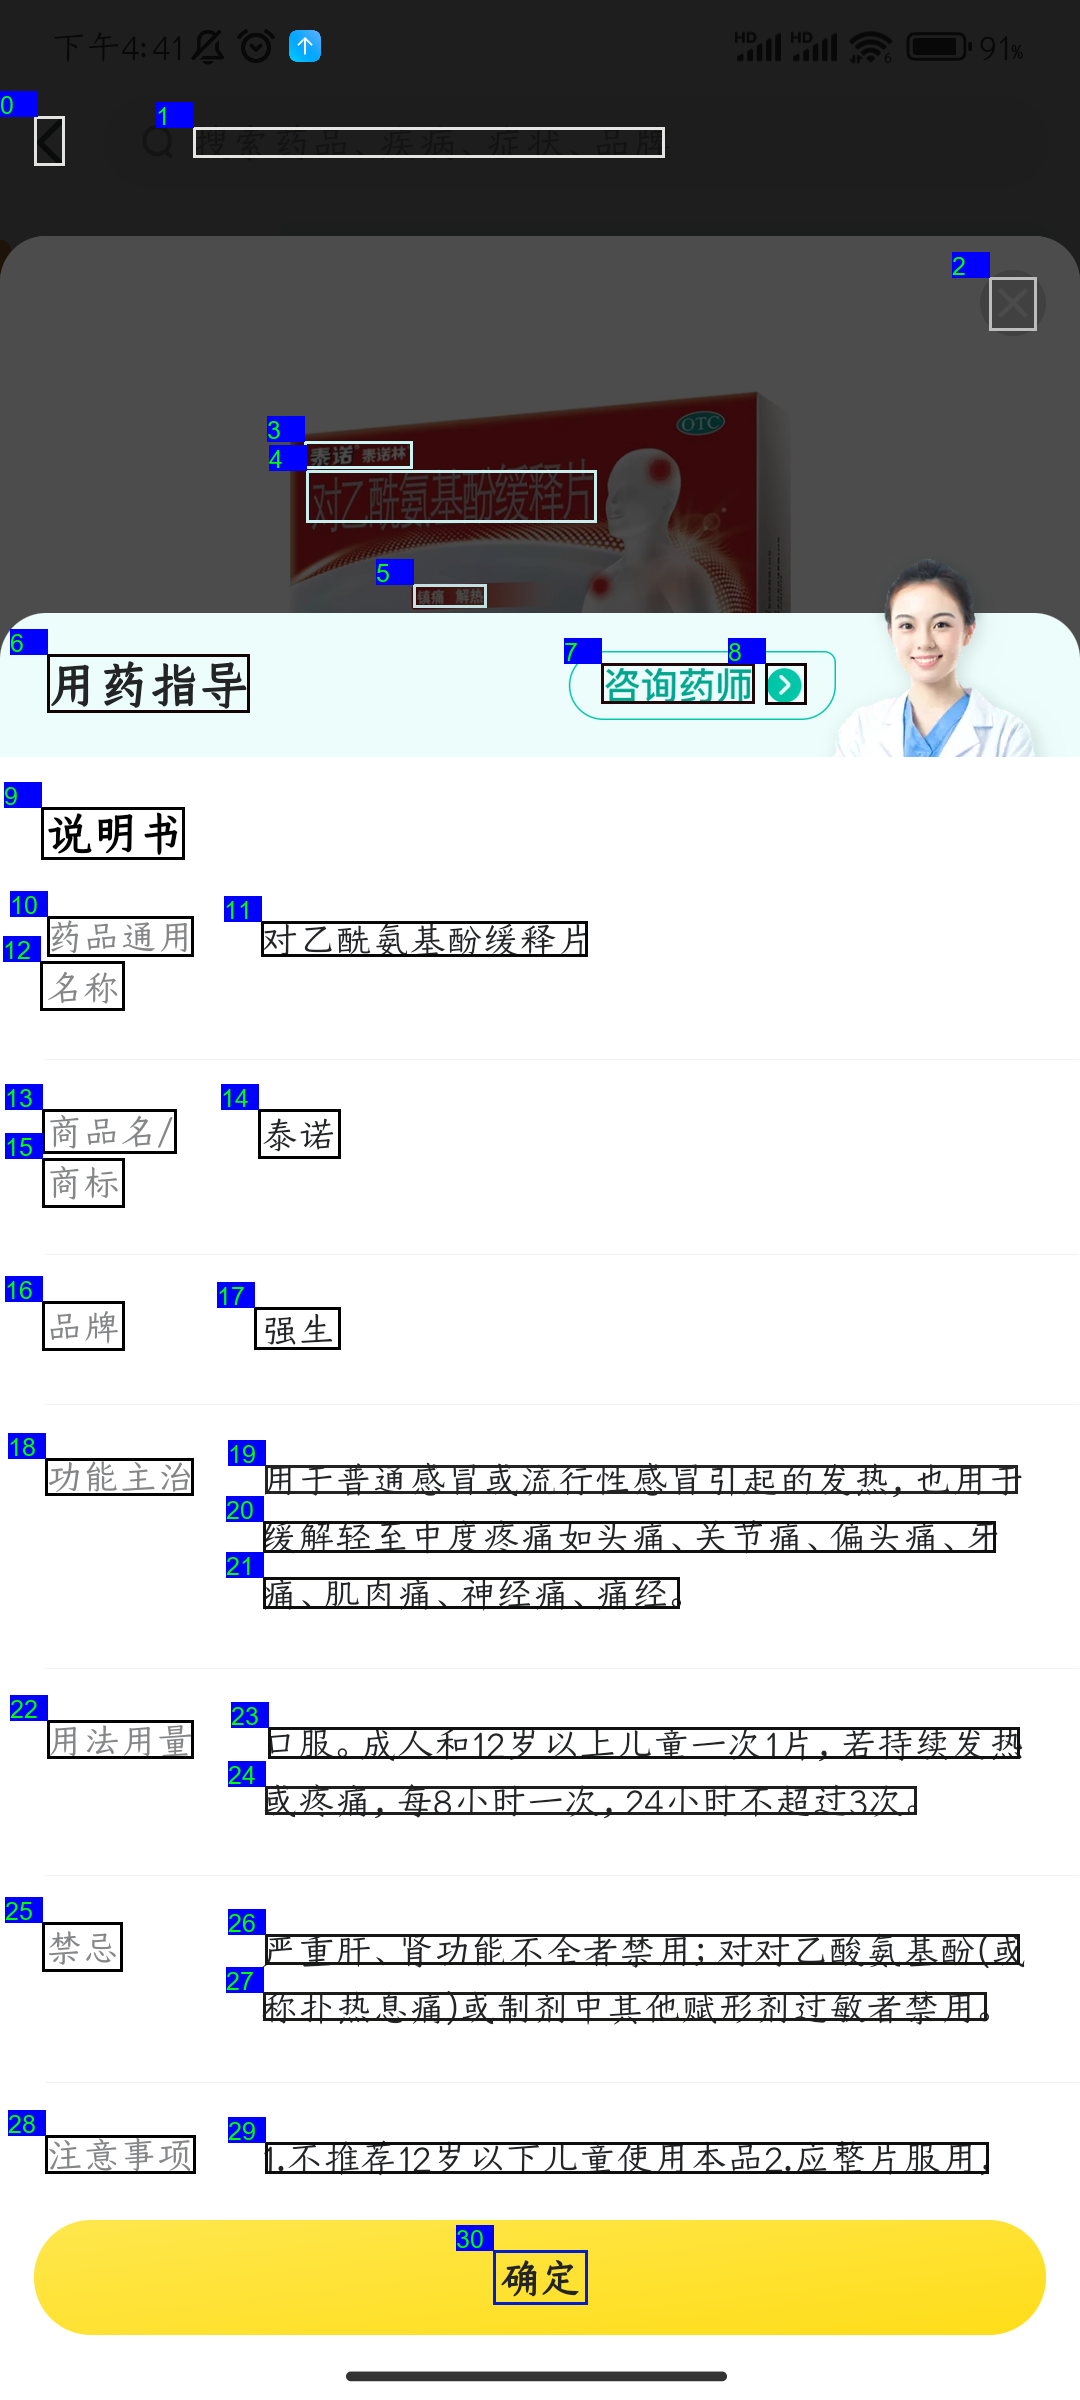 下午4:41
HD HD 6 91%
0
1 搜索药品、疾病、症状、品牌
2
OTC
3 泰诺 泰诺林
4 对乙酰氨基酚缓释片
5 镇痛 解热
6 用药指导
7 咨询药师 8
9 说明书
10 药品通用 11 对乙酰氨基酚缓释片
12 名称
13 商品名/ 14 泰诺
15 商标
16 品牌 17 强生
18 功能主治 19 用于普通感冒或流行性感冒引起的发热,也用于
20 缓解轻至中度疼痛如头痛、关节痛、偏头痛、牙
21 痛、肌肉痛、神经痛、痛经。
22 用法用量 23 口服。成人和12岁以上儿童一次1片,若持续发热
24 或疼痛,每8小时一次,24小时不超过3次。
25 禁忌 26 严重肝、肾功能不全者禁用;对对乙酸氨基酚(或
27 称扑热息痛)或制剂中其他赋形剂过敏者禁用。
28 注意事项 29 1.不推荐12岁以下儿童使用本品2.应整片服用,
30 确定